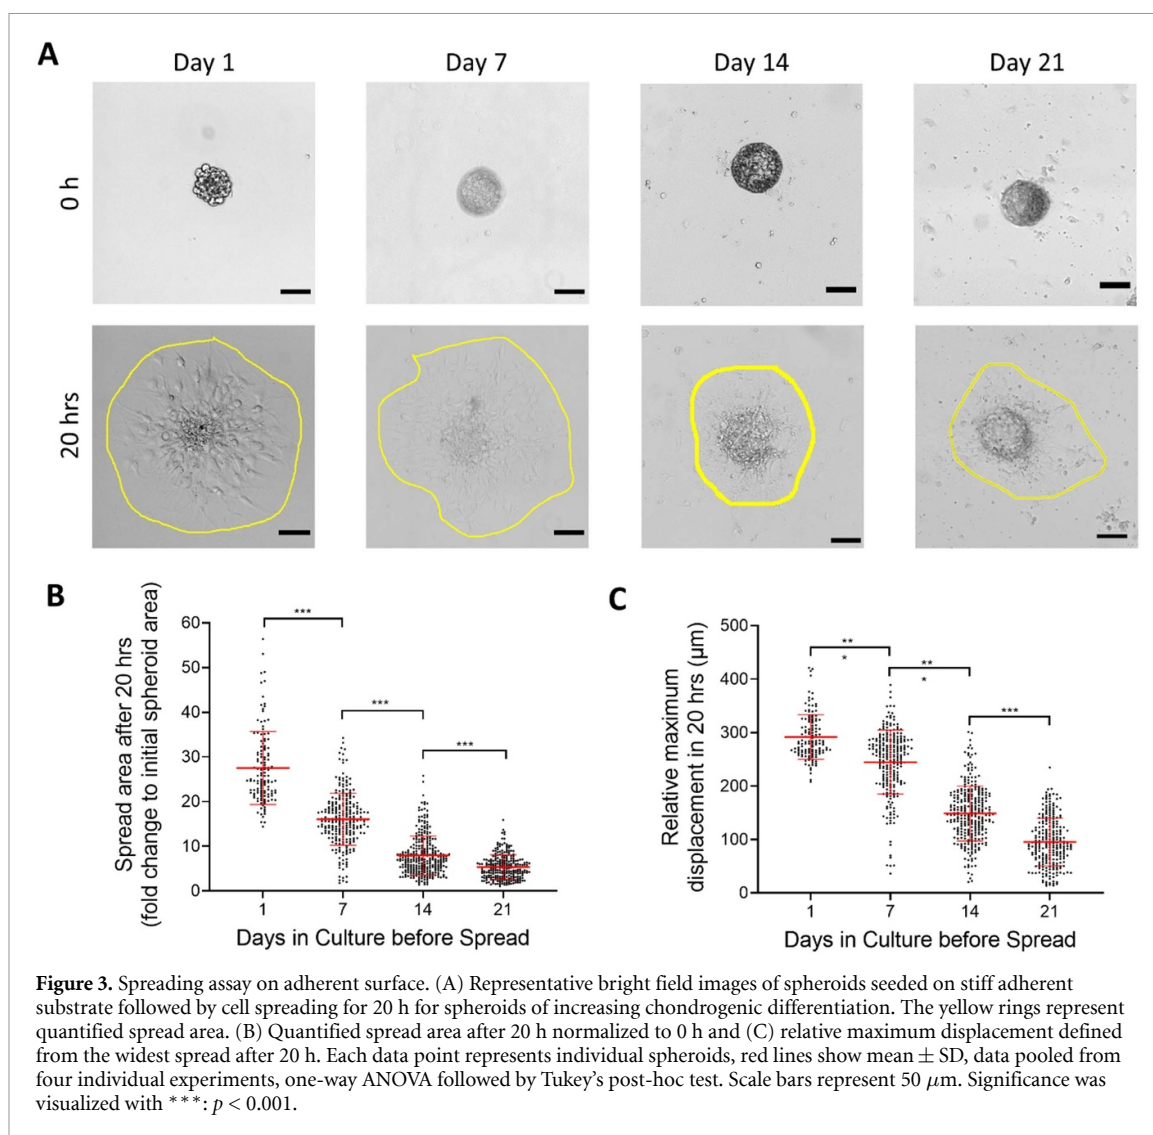 A
Day 1
Day 7
Day 14
Day 21
0 h
20 hrs
B
Spread area after 20 hrs
(fold change to initial spheroid area)
60
50
40
30
20
10
0
***
***
***
1
7
14
21
Days in Culture before Spread
C
Relative maximum
displacement in 20 hrs (μm)
500
400
300
200
100
0
**
*
**
*
***
1
7
14
21
Days in Culture before Spread
Figure 3. Spreading assay on adherent surface. (A) Representative bright field images of spheroids seeded on stiff adherent
substrate followed by cell spreading for 20 h for spheroids of increasing chondrogenic differentiation. The yellow rings represent
quantified spread area. (B) Quantified spread area after 20 h normalized to 0 h and (C) relative maximum displacement defined
from the widest spread after 20 h. Each data point represents individual spheroids, red lines show mean ± SD, data pooled from
four individual experiments, one-way ANOVA followed by Tukey's post-hoc test. Scale bars represent 50 μm. Significance was
visualized with ***: p < 0.001.